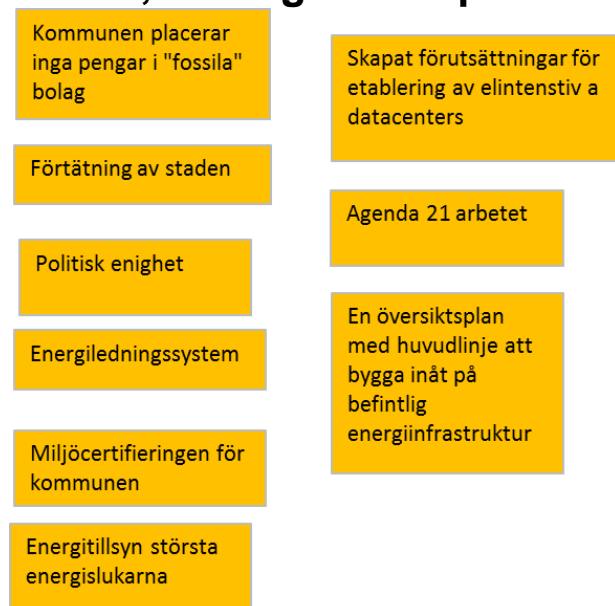 Kommunen placerar
inga pengar i "fossila"
bolag
Förtätning av staden
Politisk enighet
Energiledningssystem
Miljöcertifieringen för
kommunen
Energitillsyn största
energislukarna
Skapat förutsättningar för
etablering av elintenstiv a
datacenters
Agenda 21 arbetet
En översiktsplan
med huvudlinje att
bygga inåt på
befintlig
energiinfrastruktur